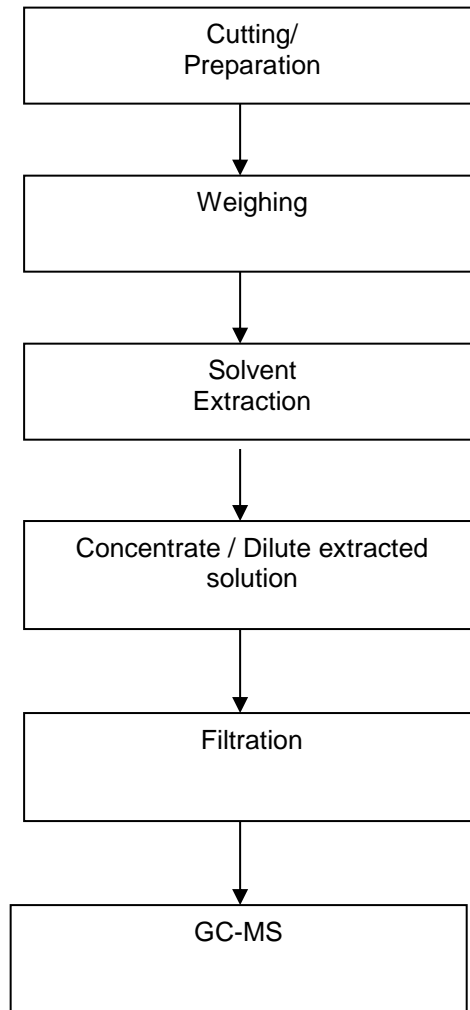 Cutting/
Preparation
Weighing
Solvent
Extraction
Concentrate / Dilute extracted
solution
Filtration
GC-MS